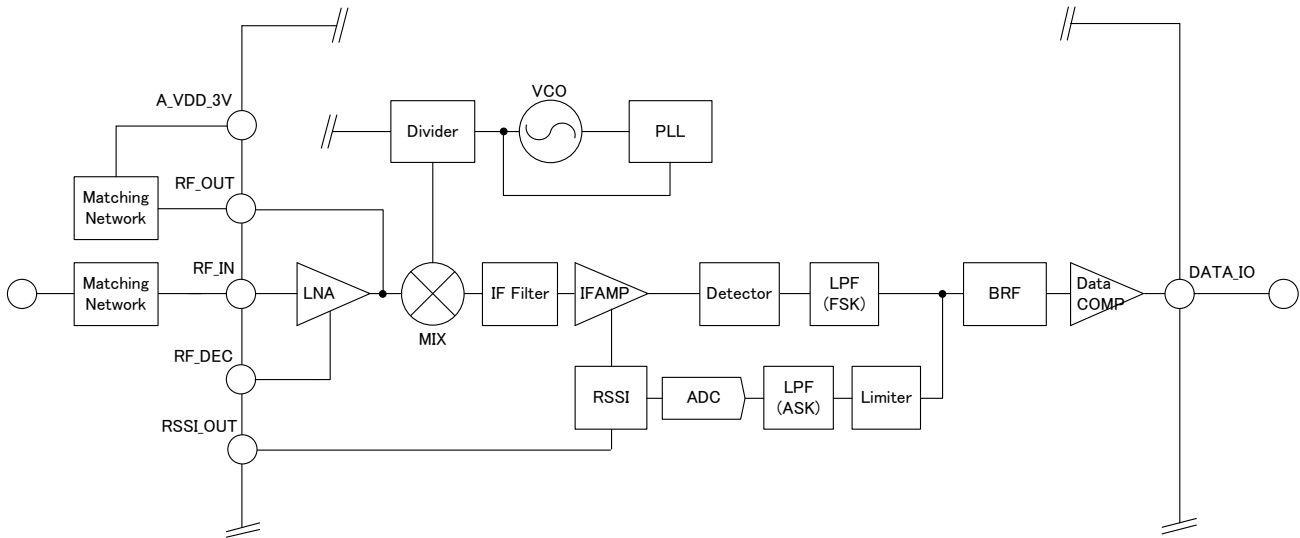 VCO
A_VDD_3V
Divider
PLL
RF_OUT
Matching
Network
RF_IN
DATA_IO
Matching
Network
LNA
IF Filter
IFAMP
Detector
LPF
(FSK)
BRF
Data
COMP
MIX
RF_DEC
RSSI
ADC
LPF
(ASK)
Limiter
RSSI_OUT